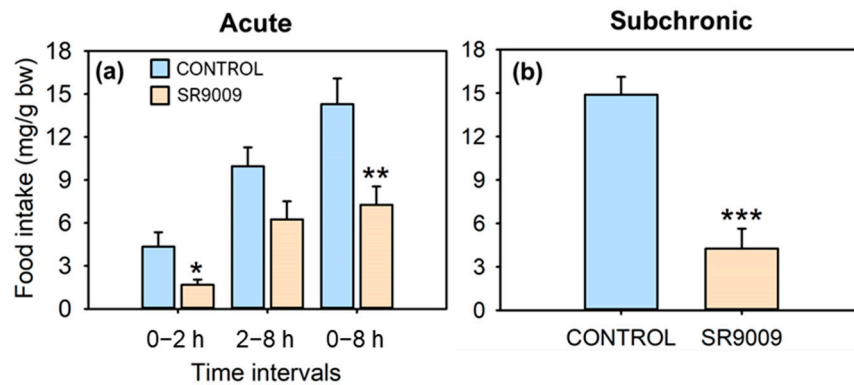 Acute
Subchronic
Food intake (mg/g bw)
18
15
12
9
6
3
0
(a)
CONTROL
SR9009
*
**
0−2 h 2−8 h 0−8 h
Time intervals
18
15
12
9
6
3
0
(b)
***
CONTROL SR9009